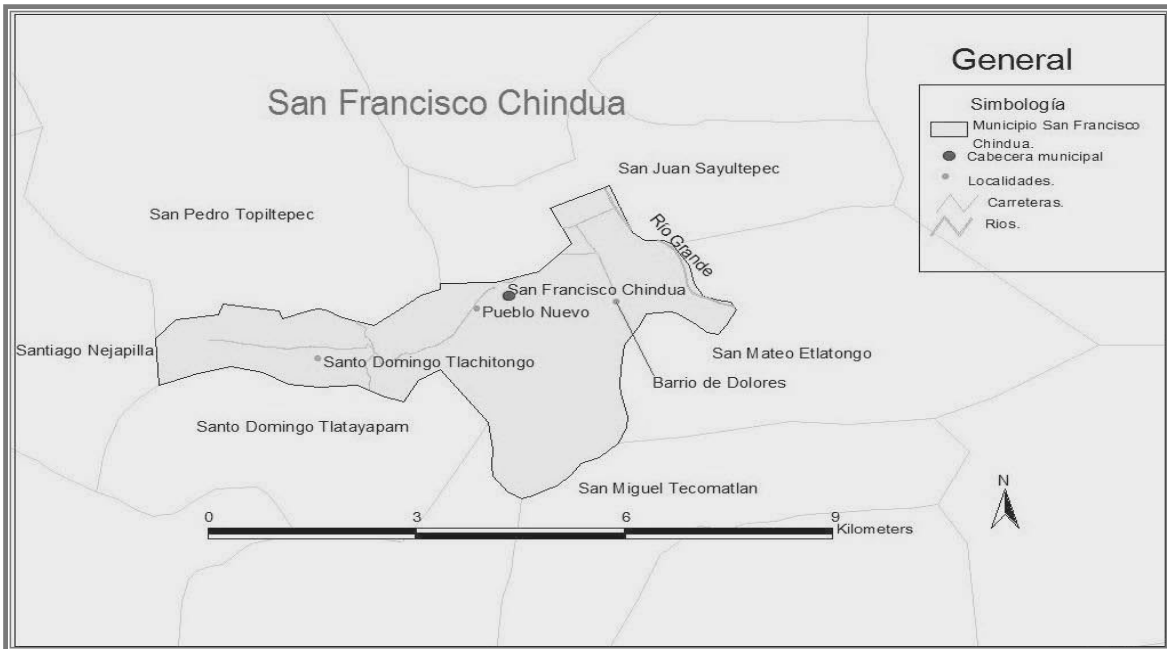 General
San Francisco Chindua
Simbología
Municipio San Francisco
Chindua.
Cabecera municipal
Localidades.
Carreteras.
Rios.
San Juan Sayultepec
San Pedro Topiltepec
Río Grande
San Francisco Chindua
Pueblo Nuevo
Santiago Nejapilla
San Mateo Etlatongo
Santo Domingo Tlachitongo
Barrio de Dolores
Santo Domingo Tlatayapam
San Miguel Tecomatlan
N
0 3 6 9
Kilometers